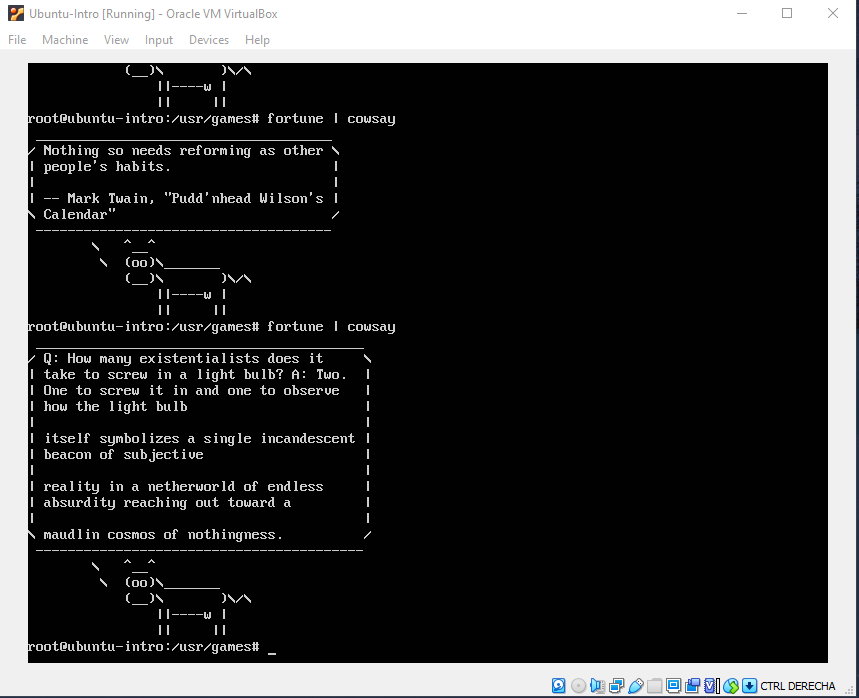 Ubuntu-Intro [Running] - Oracle VM VirtualBox
File Machine View Input Devices Help
            (__)\       )\/\
                ||----w |
                ||     ||
root@ubuntu-intro:/usr/games# fortune | cowsay
 _____________________________________
/ Nothing so needs reforming as other \
| people's habits.                    |
|                                     |
| -- Mark Twain, "Pudd'nhead Wilson's |
\ Calendar"                           /
 -------------------------------------
        \   ^__^
         \  (oo)\_______
            (__)\       )\/\
                ||----w |
                ||     ||
root@ubuntu-intro:/usr/games# fortune | cowsay
 _________________________________________
/ Q: How many existentialists does it     \
| take to screw in a light bulb? A: Two.  |
| One to screw it in and one to observe   |
| how the light bulb                      |
|                                         |
| itself symbolizes a single incandescent |
| beacon of subjective                    |
|                                         |
| reality in a netherworld of endless     |
| absurdity reaching out toward a         |
|                                         |
\ maudlin cosmos of nothingness.          /
 -----------------------------------------
        \   ^__^
         \  (oo)\_______
            (__)\       )\/\
                ||----w |
                ||     ||
root@ubuntu-intro:/usr/games# _
CTRL DERECHA